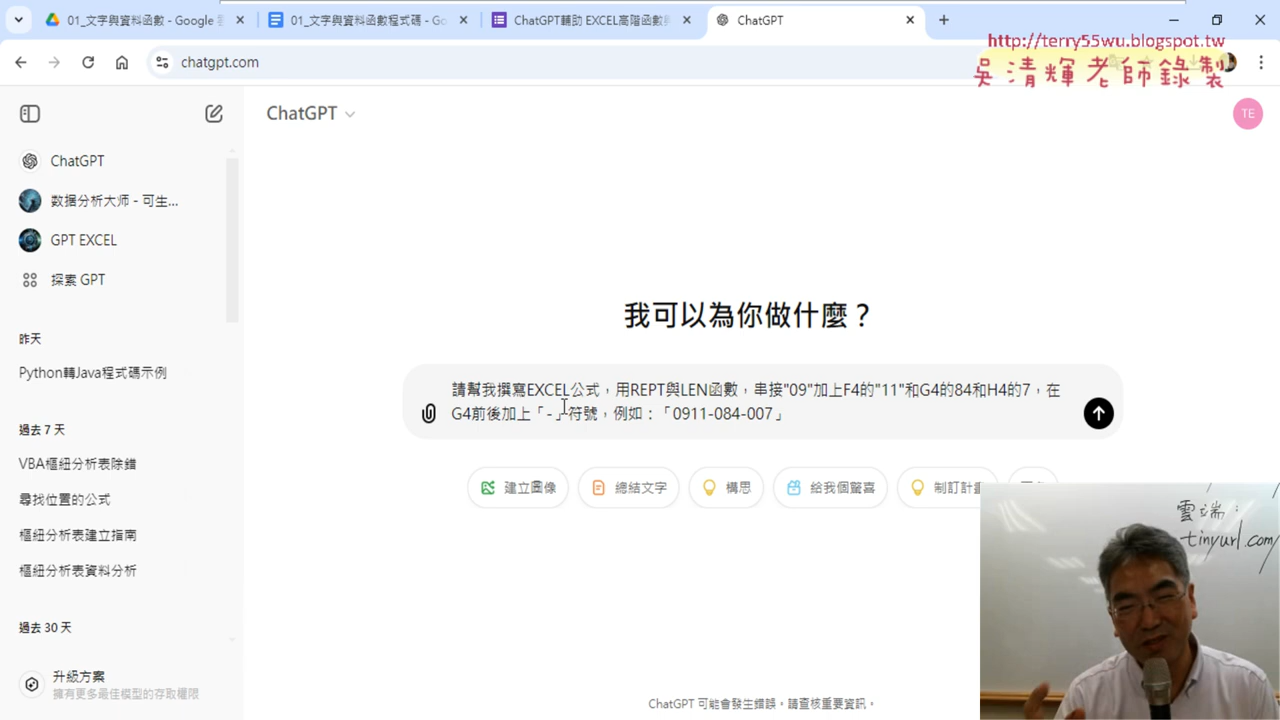 01_文字與資料函數 - Google 雲
01_文字與資料函數程式碼 - Go
ChatGPT輔助 EXCEL高階函數與
ChatGPT
http://terry55wu.blogspot.tw
吳清輝老師錄製
chatgpt.com
ChatGPT
TE
ChatGPT
数据分析大师 - 可生...
GPT EXCEL
探索 GPT
昨天
Python轉Java程式碼示例
過去 7 天
VBA樞紐分析表除錯
尋找位置的公式
樞紐分析表建立指南
樞紐分析表資料分析
過去 30 天
升級方案
擁有更多最佳模型的存取權限
我可以為你做什麼？
請幫我撰寫EXCEL公式，用REPT與LEN函數，串接"09"加上F4的"11"和G4的84和H4的7，在
G4前後加上「-」符號，例如：「0911-084-007」
建立圖像
總結文字
構思
給我個驚喜
制訂計
ChatGPT 可能會發生錯誤。請查核重要資訊。
雲端：
tinyurl.com/